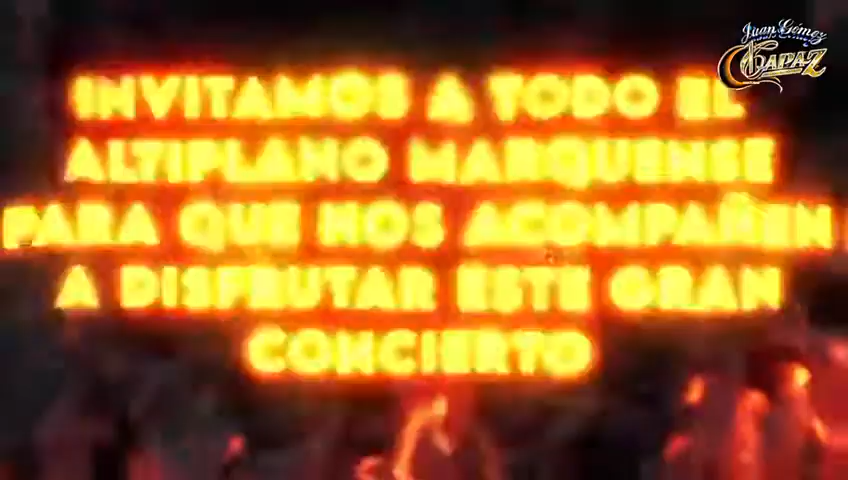 Juan Gómez
CHAPAZ
INVITAMOS A TODO EL
ALTIPLANO MARQUENSE
PARA QUE NOS ACOMPAÑEN
A DISFRUTAR ESTE GRAN
CONCIERTO